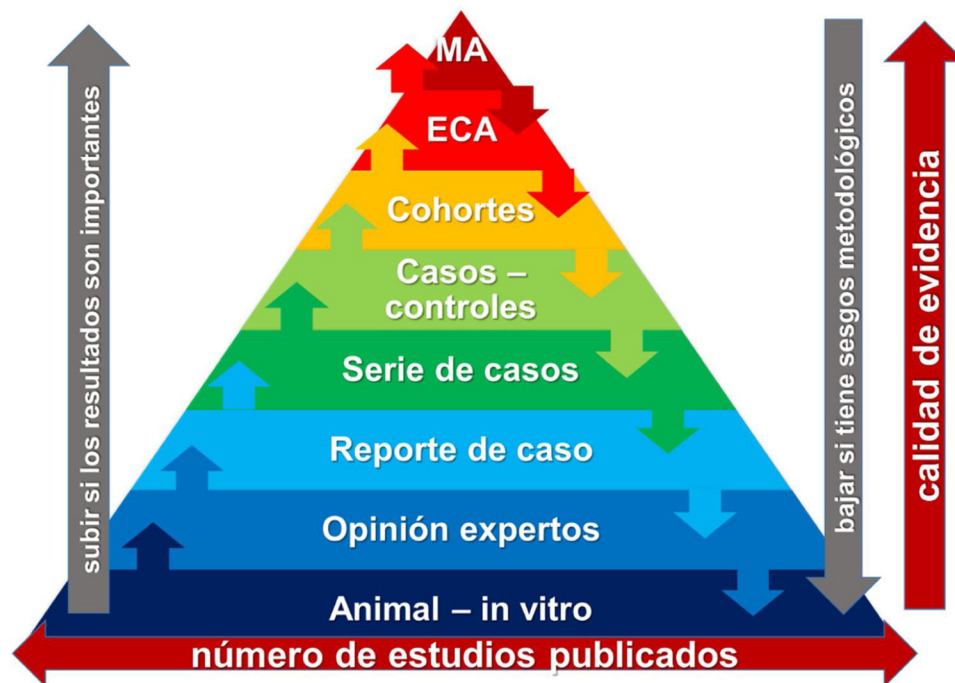 MA
ECA
Cohortes
Casos –
controles
Serie de casos
Reporte de caso
Opinión expertos
Animal – in vitro
número de estudios publicados
subir si los resultados son importantes
bajar si tiene sesgos metodológicos
calidad de evidencia